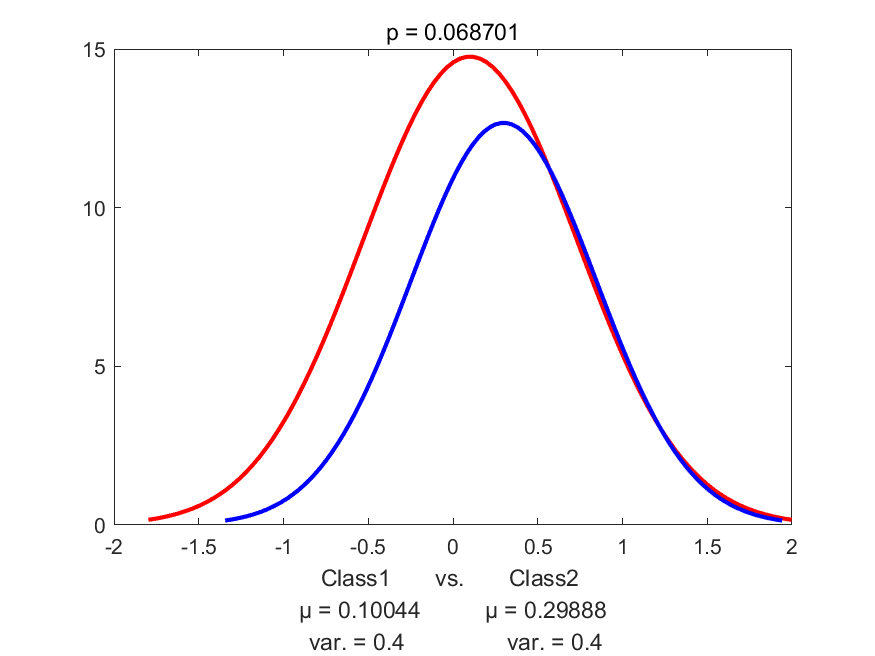 p = 0.068701
15
10
5
0
-2 -1.5 -1 -0.5 0 0.5 1 1.5 2
Class1 vs. Class2
μ = 0.10044 μ = 0.29888
var. = 0.4 var. = 0.4